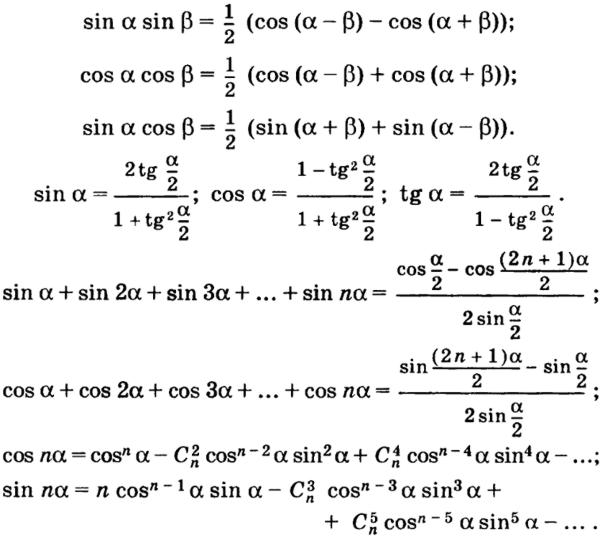 sin α sin β = 1/2 (cos (α − β) − cos (α + β));
cos α cos β = 1/2 (cos (α − β) + cos (α + β));
sin α cos β = 1/2 (sin (α + β) + sin (α − β)).
sin α = (2 tg α/2)/(1 + tg² α/2); cos α = (1 − tg² α/2)/(1 + tg² α/2); tg α = (2 tg α/2)/(1 − tg² α/2).
sin α + sin 2α + sin 3α + ... + sin nα = (cos α/2 − cos (2n + 1)α/2)/(2 sin α/2);
cos α + cos 2α + cos 3α + ... + cos nα = (sin (2n + 1)α/2 − sin α/2)/(2 sin α/2);
cos nα = cosⁿ α − C²ₙ cosⁿ⁻² α sin² α + C⁴ₙ cosⁿ⁻⁴ α sin⁴ α − ...;
sin nα = n cosⁿ⁻¹ α sin α − C³ₙ cosⁿ⁻³ α sin³ α +
+ C⁵ₙ cosⁿ⁻⁵ α sin⁵ α − ... .